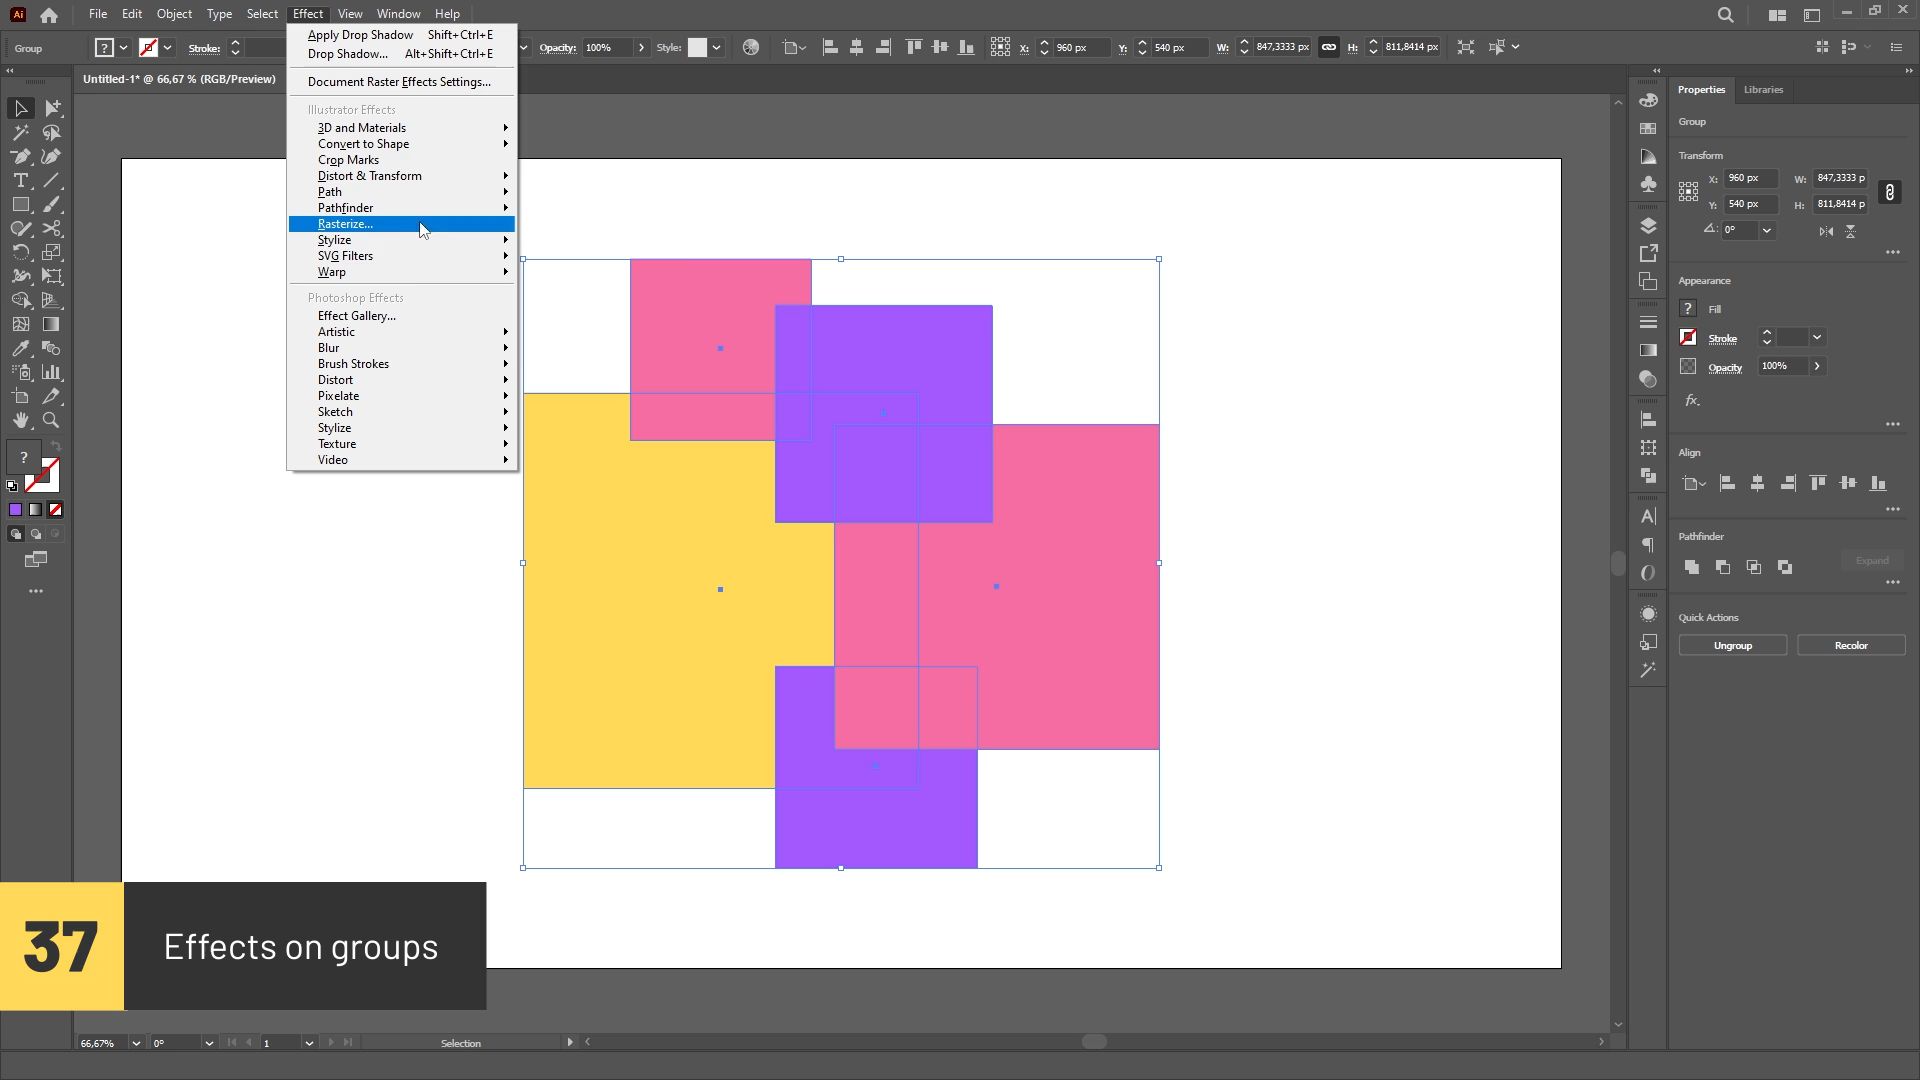 Ai
File Edit Object Type Select Effect View Window Help
Group
?
Stroke:
Opacity: 100%
Style:
X: 960 px
Y: 540 px
W: 847,3333 px
H: 811,8414 px
Untitled-1* @ 66,67 % (RGB/Preview)
Apply Drop Shadow Shift+Ctrl+E
Drop Shadow... Alt+Shift+Ctrl+E
Document Raster Effects Settings...
Illustrator Effects
3D and Materials
Convert to Shape
Crop Marks
Distort & Transform
Path
Pathfinder
Rasterize...
Stylize
SVG Filters
Warp
Photoshop Effects
Effect Gallery...
Artistic
Blur
Brush Strokes
Distort
Pixelate
Sketch
Stylize
Texture
Video
?
Properties Libraries
Group
Transform
X: 960 px W: 847,3333 p
Y: 540 px H: 811,8414 p
0°
Appearance
? Fill
Stroke
Opacity 100%
fx.
Align
Pathfinder
Expand
Quick Actions
Ungroup Recolor
37
Effects on groups
66,67% 0° 1 Selection